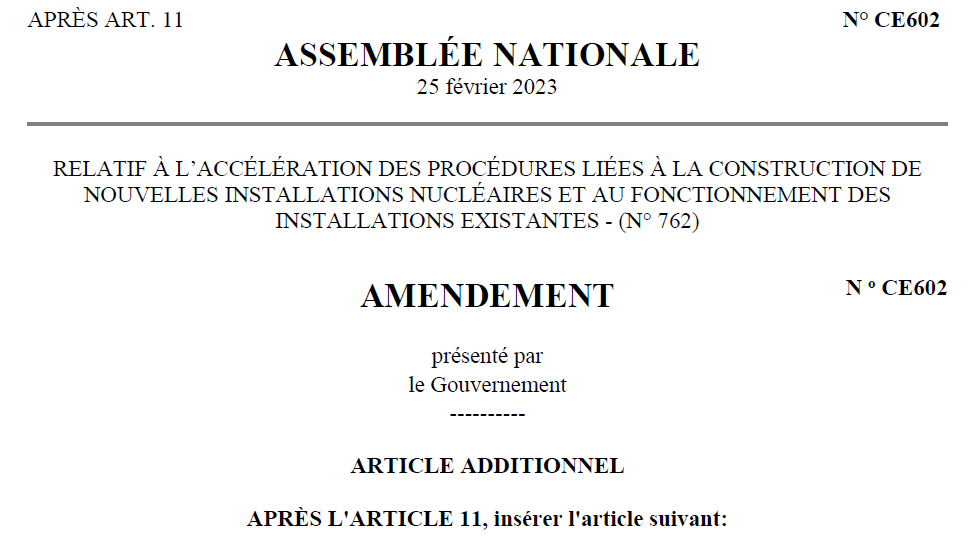 APRÈS ART. 11 N° CE602
ASSEMBLÉE NATIONALE
25 février 2023
RELATIF À L’ACCÉLÉRATION DES PROCÉDURES LIÉES À LA CONSTRUCTION DE
NOUVELLES INSTALLATIONS NUCLÉAIRES ET AU FONCTIONNEMENT DES
INSTALLATIONS EXISTANTES - (N° 762)
AMENDEMENT N º CE602
présenté par
le Gouvernement
----------
ARTICLE ADDITIONNEL
APRÈS L'ARTICLE 11, insérer l'article suivant: